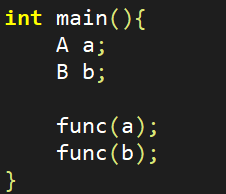 int main(){
    A a;
    B b;

    func(a);
    func(b);
}